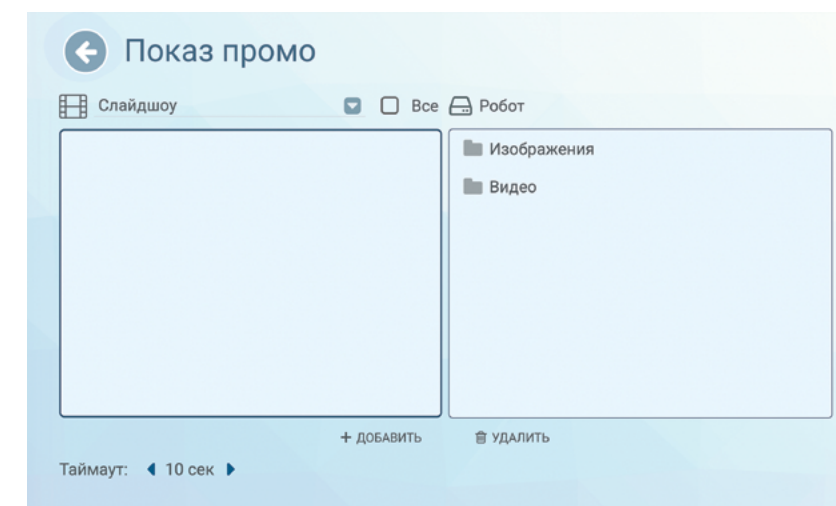 Показ промо
Слайдшоу Все Робот
Изображения
Видео
+ ДОБАВИТЬ УДАЛИТЬ
Таймаут: 10 сек